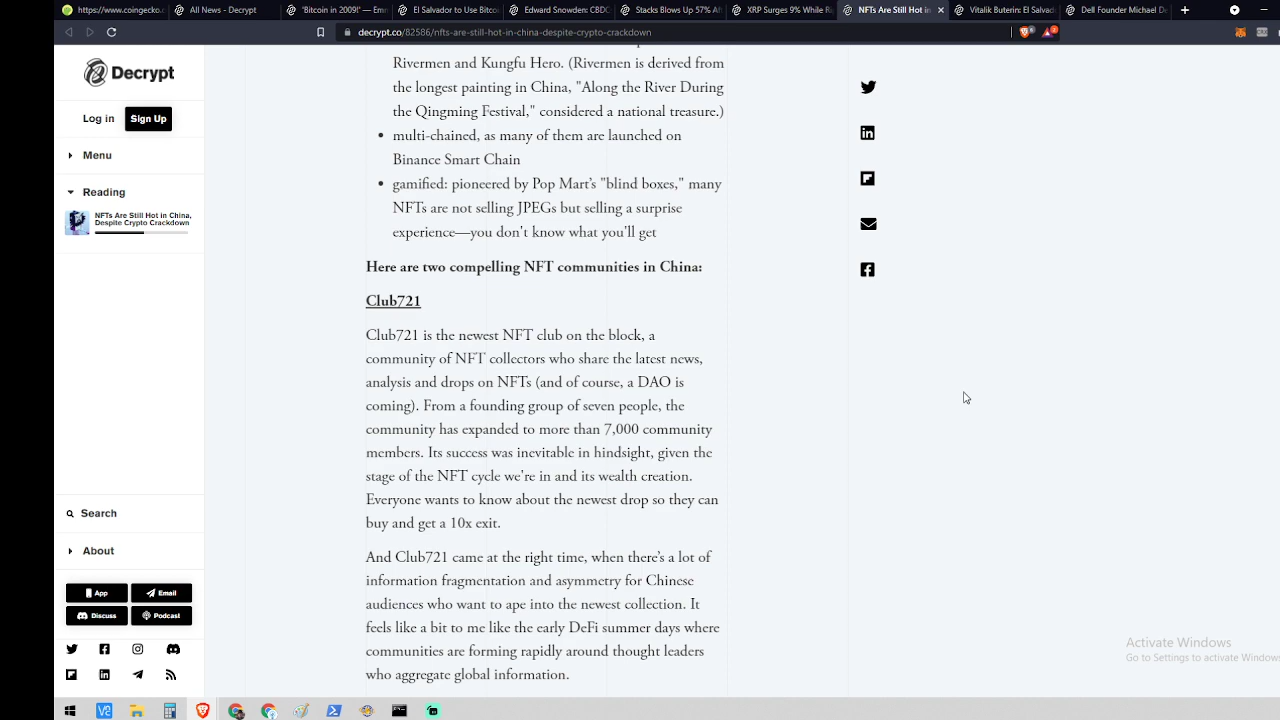 https://www.coingecko.c
All News - Decrypt
"Bitcoin in 2009!" — Em
El Salvador to Use Bitco
Edward Snowden: CBDC
Stacks Blows Up 57% Af
XRP Surges 9% While R
NFTs Are Still Hot in
Vitalik Buterin: El Salvad
Dell Founder Michael D
decrypt.co/82586/nfts-are-still-hot-in-china-despite-crypto-crackdown
Decrypt
Log in
Sign Up
Menu
Reading
NFTs Are Still Hot in China,
Despite Crypto Crackdown
Search
About
App
Email
Discuss
Podcast
Rivermen and Kungfu Hero. (Rivermen is derived from
the longest painting in China, "Along the River During
the Qingming Festival," considered a national treasure.)
• multi-chained, as many of them are launched on
Binance Smart Chain
• gamified: pioneered by Pop Mart's "blind boxes," many
NFTs are not selling JPEGs but selling a surprise
experience—you don't know what you'll get
Here are two compelling NFT communities in China:
Club721
Club721 is the newest NFT club on the block, a
community of NFT collectors who share the latest news,
analysis and drops on NFTs (and of course, a DAO is
coming). From a founding group of seven people, the
community has expanded to more than 7,000 community
members. Its success was inevitable in hindsight, given the
stage of the NFT cycle we're in and its wealth creation.
Everyone wants to know about the newest drop so they can
buy and get a 10x exit.
And Club721 came at the right time, when there's a lot of
information fragmentation and asymmetry for Chinese
audiences who want to ape into the newest collection. It
feels like a bit to me like the early DeFi summer days where
communities are forming rapidly around thought leaders
who aggregate global information.
Activate Windows
Go to Settings to activate Windows